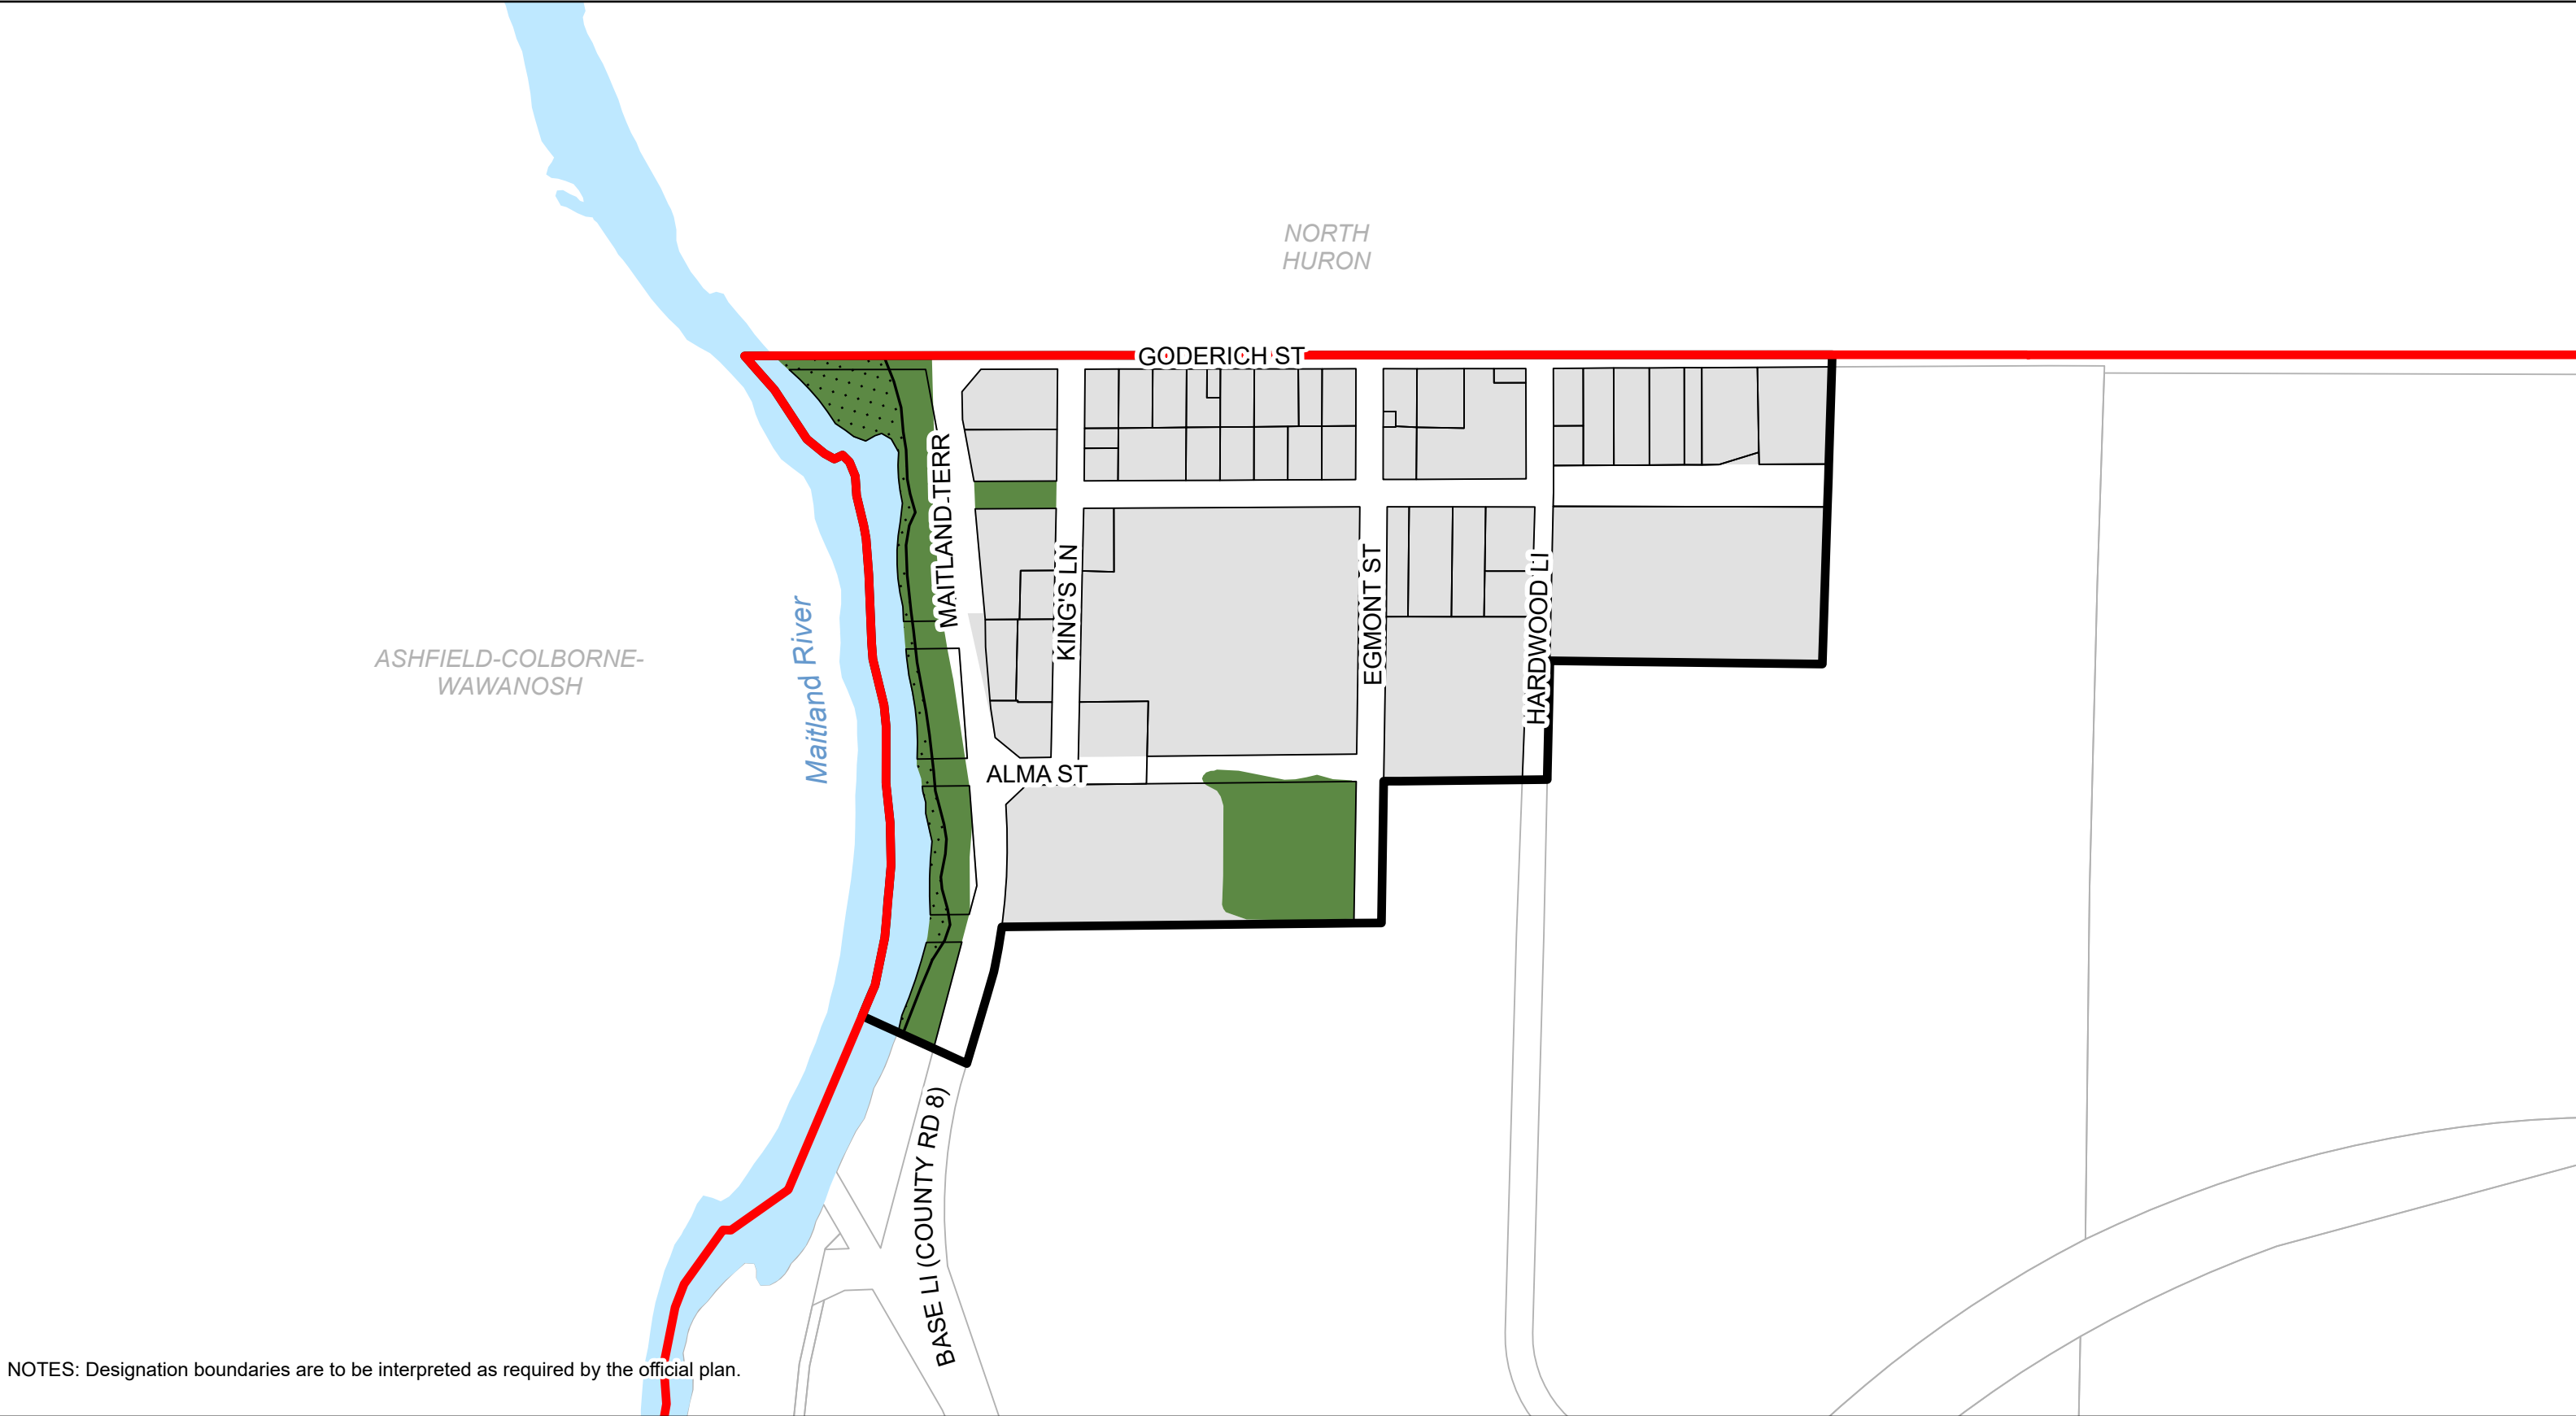 NORTH
HURON
GODERICH ST
MAITLAND TERR
KING'S LN
EGMONT ST
HARDWOOD LI
ASHFIELD-COLBORNE-
WAWANOSH
Maitland River
ALMA ST
BASE LI (COUNTY RD 8)
NOTES: Designation boundaries are to be interpreted as required by the official plan.